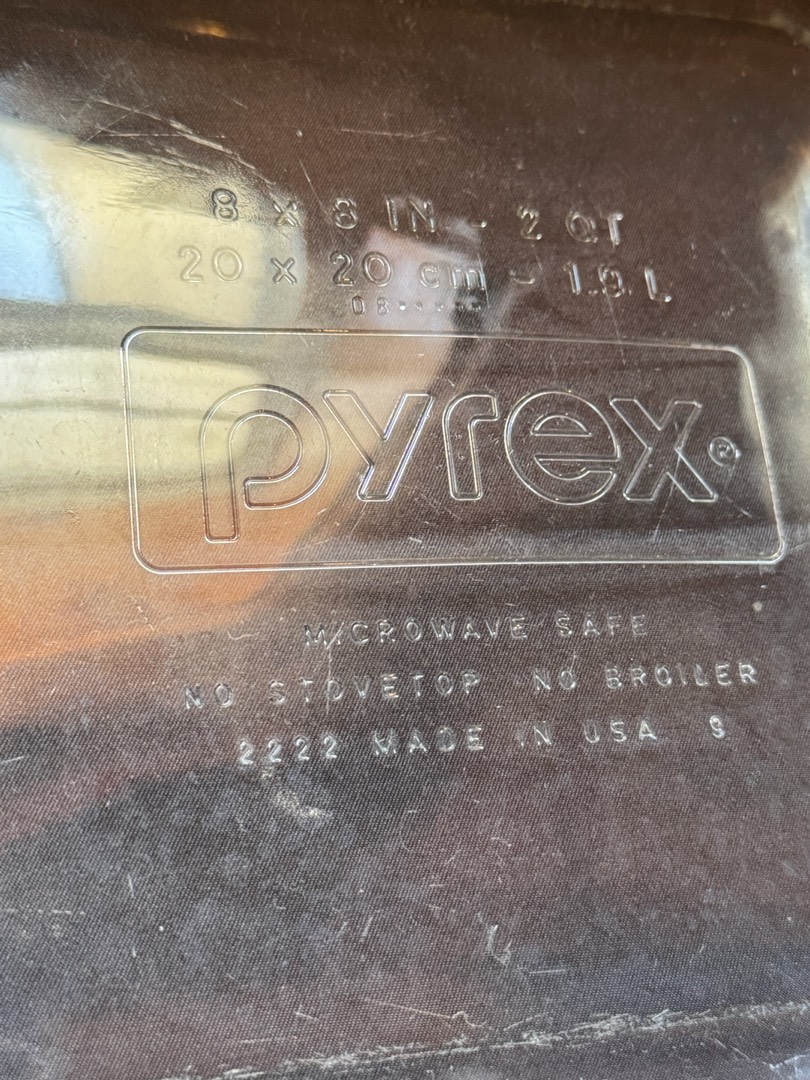 8 x 8 IN - 2 QT
20 x 20 cm - 1.9 L
08······
pyrex®
MICROWAVE SAFE
NO STOVETOP NO BROILER
2222 MADE IN USA 9